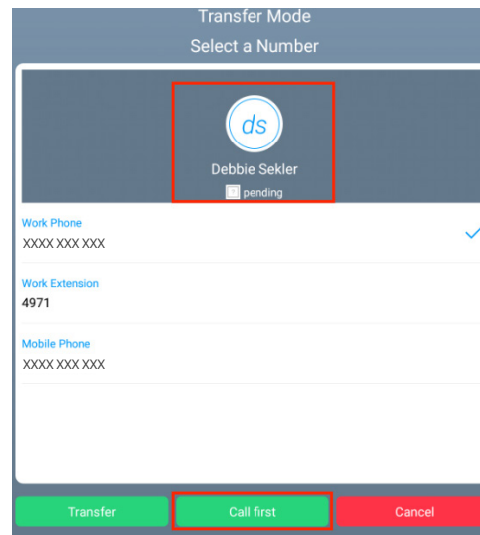 Transfer Mode
Select a Number
ds
Debbie Sekler
? pending
Work Phone
XXXX XXX XXX
Work Extension
4971
Mobile Phone
XXXX XXX XXX
Transfer Call first Cancel